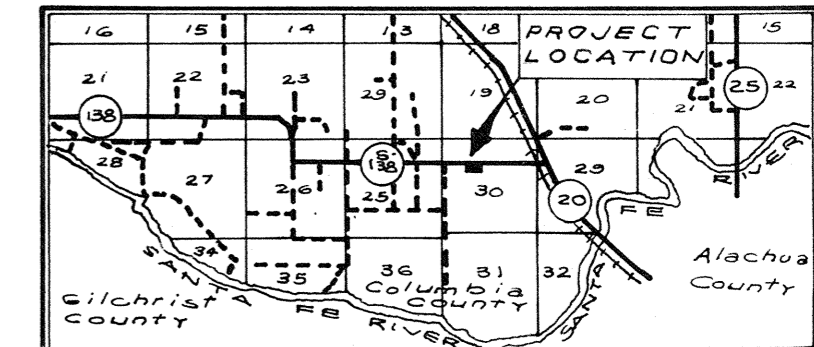 16 15 14 13 18 PROJECT LOCATION 15
21 22 23 29 19 20 21 25 22
138
S. 138
28 27 26 25 30 29
20
34 35 36 31 32
SANTA FE RIVER
SANTA FE RIVER
Gilchrist County
Columbia County
Alachua County